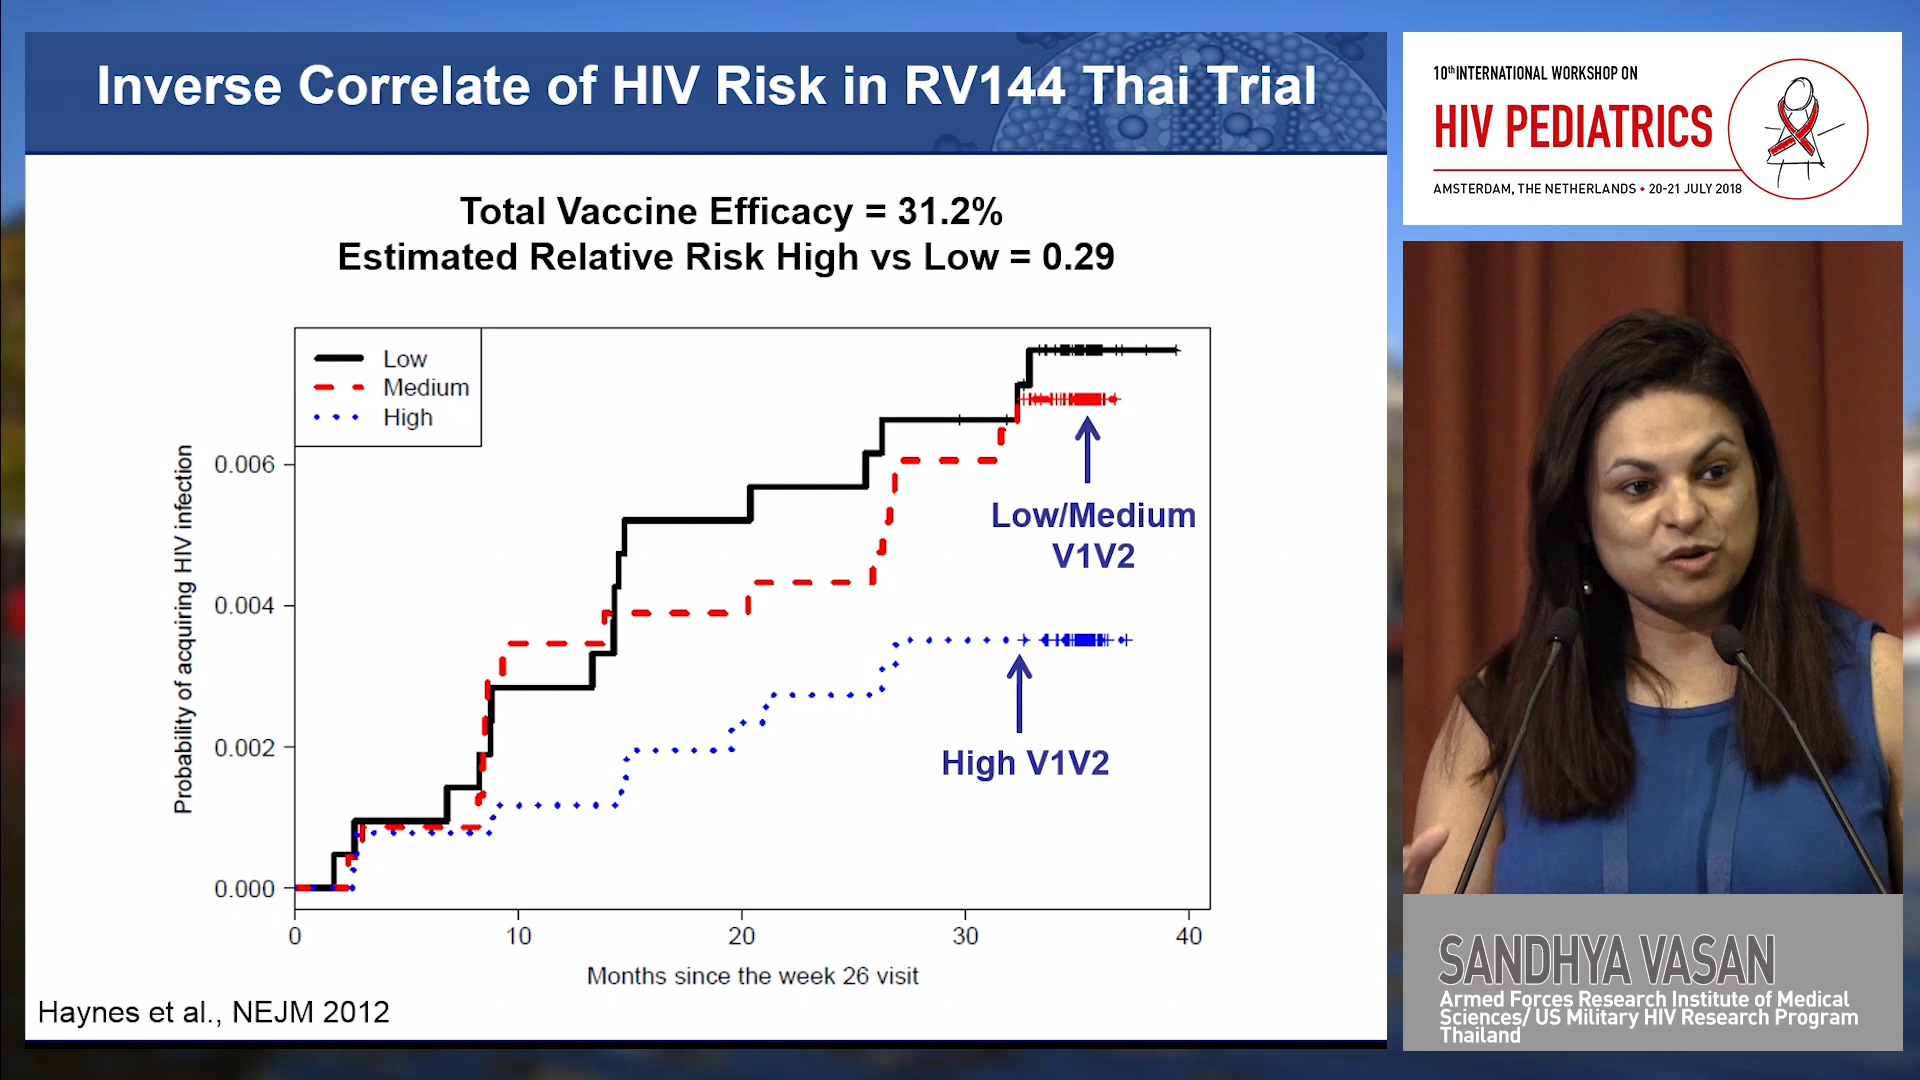 Inverse Correlate of HIV Risk in RV144 Thai Trial
Total Vaccine Efficacy = 31.2%
Estimated Relative Risk High vs Low = 0.29
Low
Medium
High
Probability of acquiring HIV infection
0.006
0.004
0.002
0.000
Low/Medium
V1V2
High V1V2
0 10 20 30 40
Months since the week 26 visit
Haynes et al., NEJM 2012
10th INTERNATIONAL WORKSHOP ON
HIV PEDIATRICS
AMSTERDAM, THE NETHERLANDS • 20-21 JULY 2018
SANDHYA VASAN
Armed Forces Research Institute of Medical
Sciences/ US Military HIV Research Program
Thailand